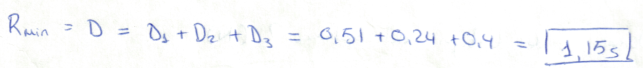 Rmin = D = D1 + D2 + D3 = 0,51 + 0,24 + 0,4 = 1,15s